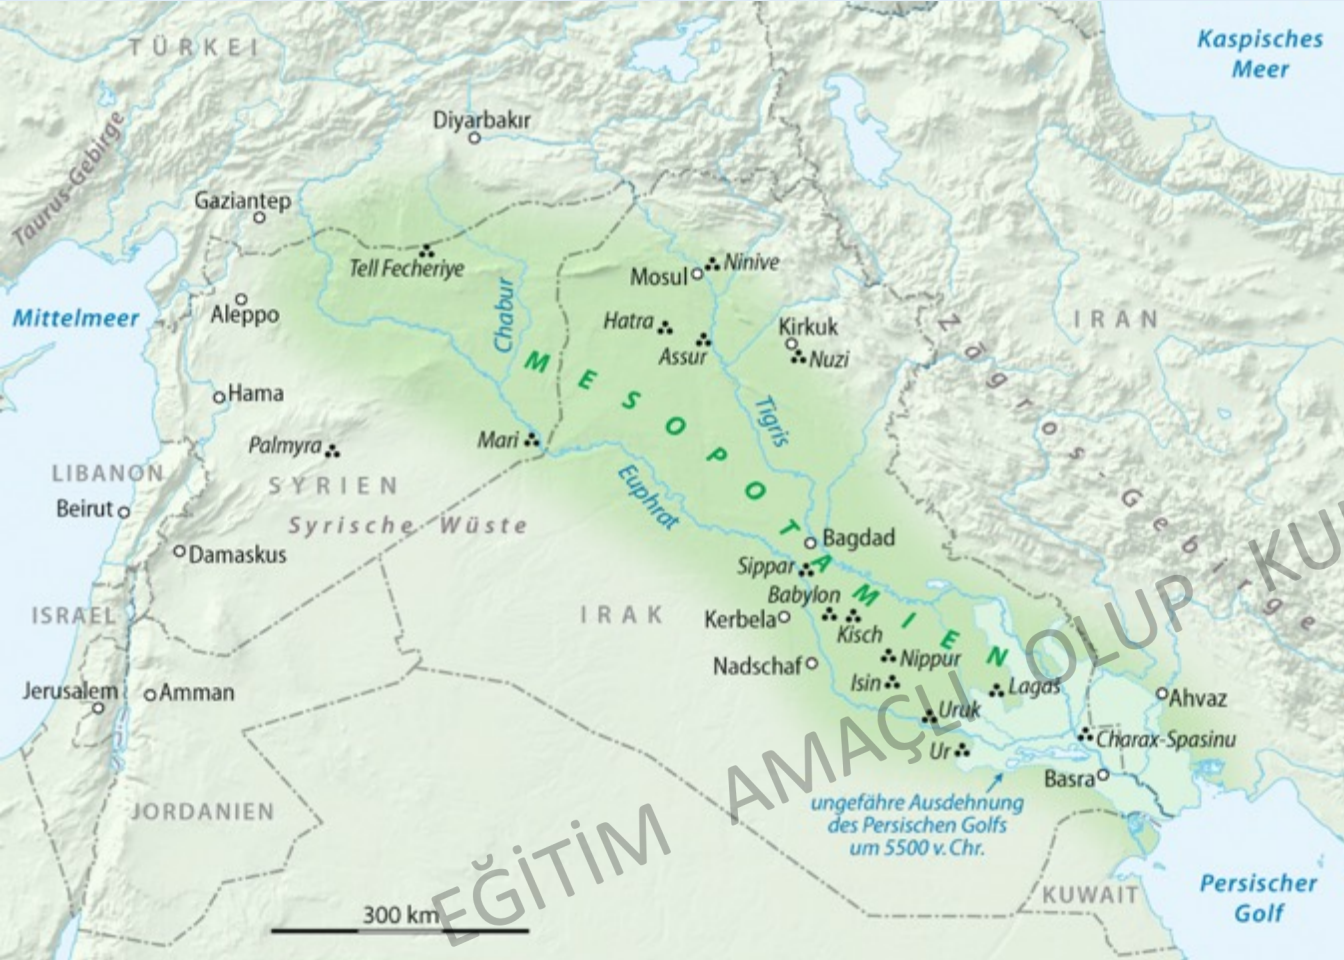 TÜRKEI
Kaspisches
Meer
Diyarbakır
Taurus-Gebirge
Gaziantep
Tell Fecheriye
Mosul
Ninive
Mittelmeer
Aleppo
Chabur
Hatra
Assur
Kirkuk
Nuzi
IRAN
Zagros-Gebirge
MESOPOTAMIEN
Hama
Tigris
Palmyra
Mari
LIBANON
SYRIEN
Euphrat
Beirut
Syrische Wüste
Damaskus
Bagdad
Sippar
Babylon
ISRAEL
IRAK
Kerbela
Kisch
Nadschaf
Nippur
Isin
Lagaš
Jerusalem
Amman
Ahvaz
Uruk
Ur
Charax-Spasinu
Basra
ungefähre Ausdehnung
des Persischen Golfs
um 5500 v. Chr.
JORDANIEN
KUWAIT
Persischer
Golf
300 km
EĞİTİM AMAÇLI OLUP KU